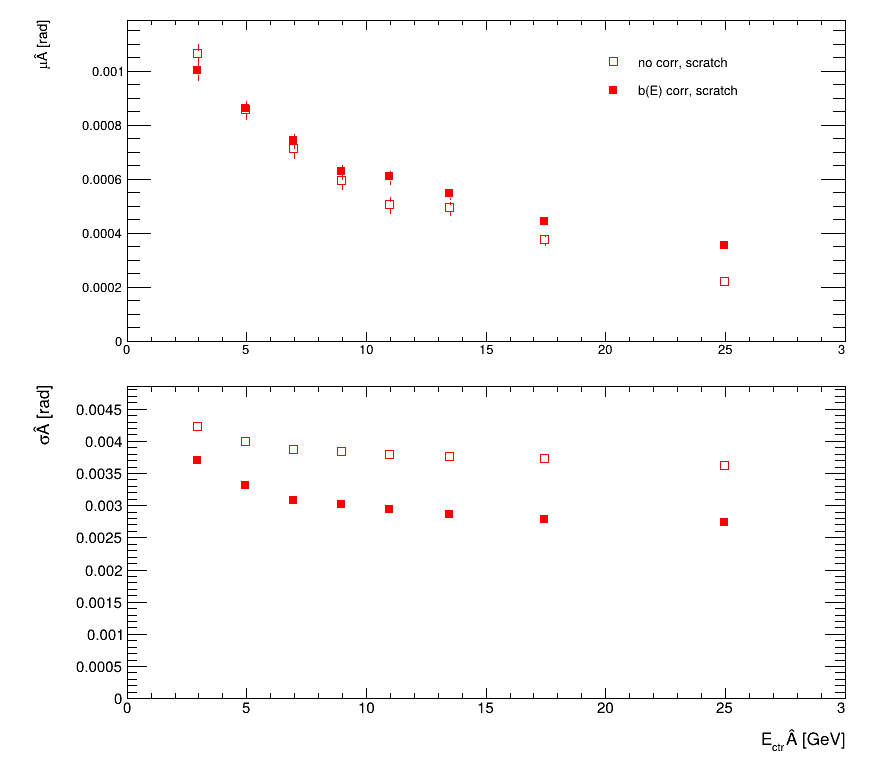 μÂ [rad]
0.001
0.0008
0.0006
0.0004
0.0002
0
no corr, scratch
b(E) corr, scratch
0 5 10 15 20 25 3
σÂ [rad]
0.0045
0.004
0.0035
0.003
0.0025
0.002
0.0015
0.001
0.0005
0
0 5 10 15 20 25 3
E_ctr Â [GeV]